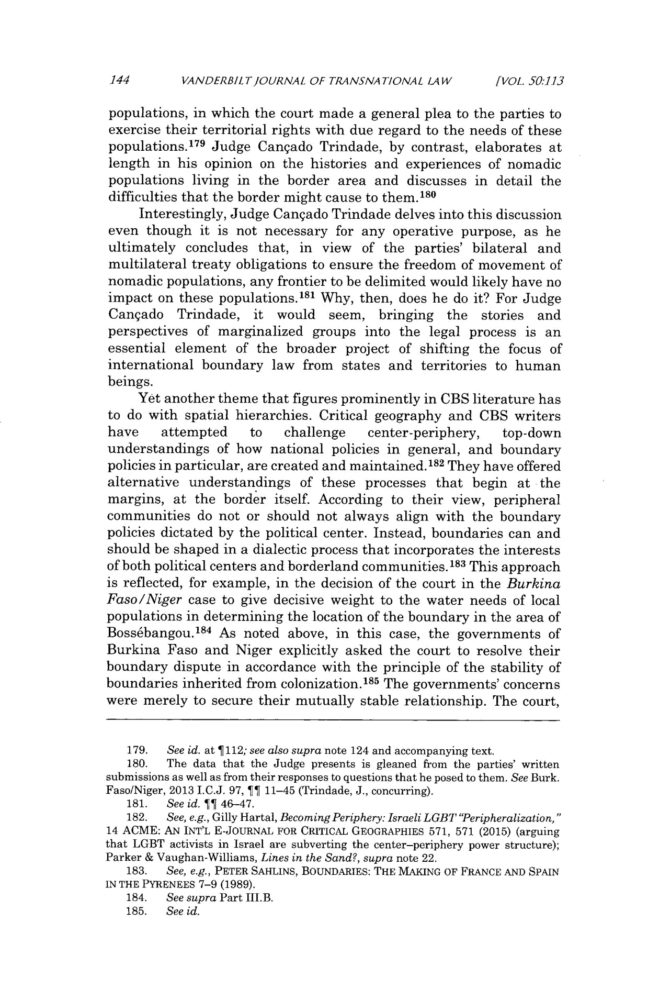 144 VANDERBILT JOURNAL OF TRANSNATIONAL LAW [VOL. 50:113
populations, in which the court made a general plea to the parties to
exercise their territorial rights with due regard to the needs of these
populations.179 Judge Cançado Trindade, by contrast, elaborates at
length in his opinion on the histories and experiences of nomadic
populations living in the border area and discusses in detail the
difficulties that the border might cause to them.180
Interestingly, Judge Cançado Trindade delves into this discussion
even though it is not necessary for any operative purpose, as he
ultimately concludes that, in view of the parties' bilateral and
multilateral treaty obligations to ensure the freedom of movement of
nomadic populations, any frontier to be delimited would likely have no
impact on these populations.181 Why, then, does he do it? For Judge
Cançado Trindade, it would seem, bringing the stories and
perspectives of marginalized groups into the legal process is an
essential element of the broader project of shifting the focus of
international boundary law from states and territories to human
beings.
Yet another theme that figures prominently in CBS literature has
to do with spatial hierarchies. Critical geography and CBS writers
have attempted to challenge center-periphery, top-down
understandings of how national policies in general, and boundary
policies in particular, are created and maintained.182 They have offered
alternative understandings of these processes that begin at the
margins, at the border itself. According to their view, peripheral
communities do not or should not always align with the boundary
policies dictated by the political center. Instead, boundaries can and
should be shaped in a dialectic process that incorporates the interests
of both political centers and borderland communities.183 This approach
is reflected, for example, in the decision of the court in the Burkina
Faso/Niger case to give decisive weight to the water needs of local
populations in determining the location of the boundary in the area of
Bossébangou.184 As noted above, in this case, the governments of
Burkina Faso and Niger explicitly asked the court to resolve their
boundary dispute in accordance with the principle of the stability of
boundaries inherited from colonization.185 The governments' concerns
were merely to secure their mutually stable relationship. The court,
179. See id. at ¶112; see also supra note 124 and accompanying text.
180. The data that the Judge presents is gleaned from the parties' written
submissions as well as from their responses to questions that he posed to them. See Burk.
Faso/Niger, 2013 I.C.J. 97, ¶¶ 11–45 (Trindade, J., concurring).
181. See id. ¶¶ 46–47.
182. See, e.g., Gilly Hartal, Becoming Periphery: Israeli LGBT "Peripheralization,"
14 ACME: AN INT'L E-JOURNAL FOR CRITICAL GEOGRAPHIES 571, 571 (2015) (arguing
that LGBT activists in Israel are subverting the center–periphery power structure);
Parker & Vaughan-Williams, Lines in the Sand?, supra note 22.
183. See, e.g., PETER SAHLINS, BOUNDARIES: THE MAKING OF FRANCE AND SPAIN
IN THE PYRENEES 7–9 (1989).
184. See supra Part III.B.
185. See id.